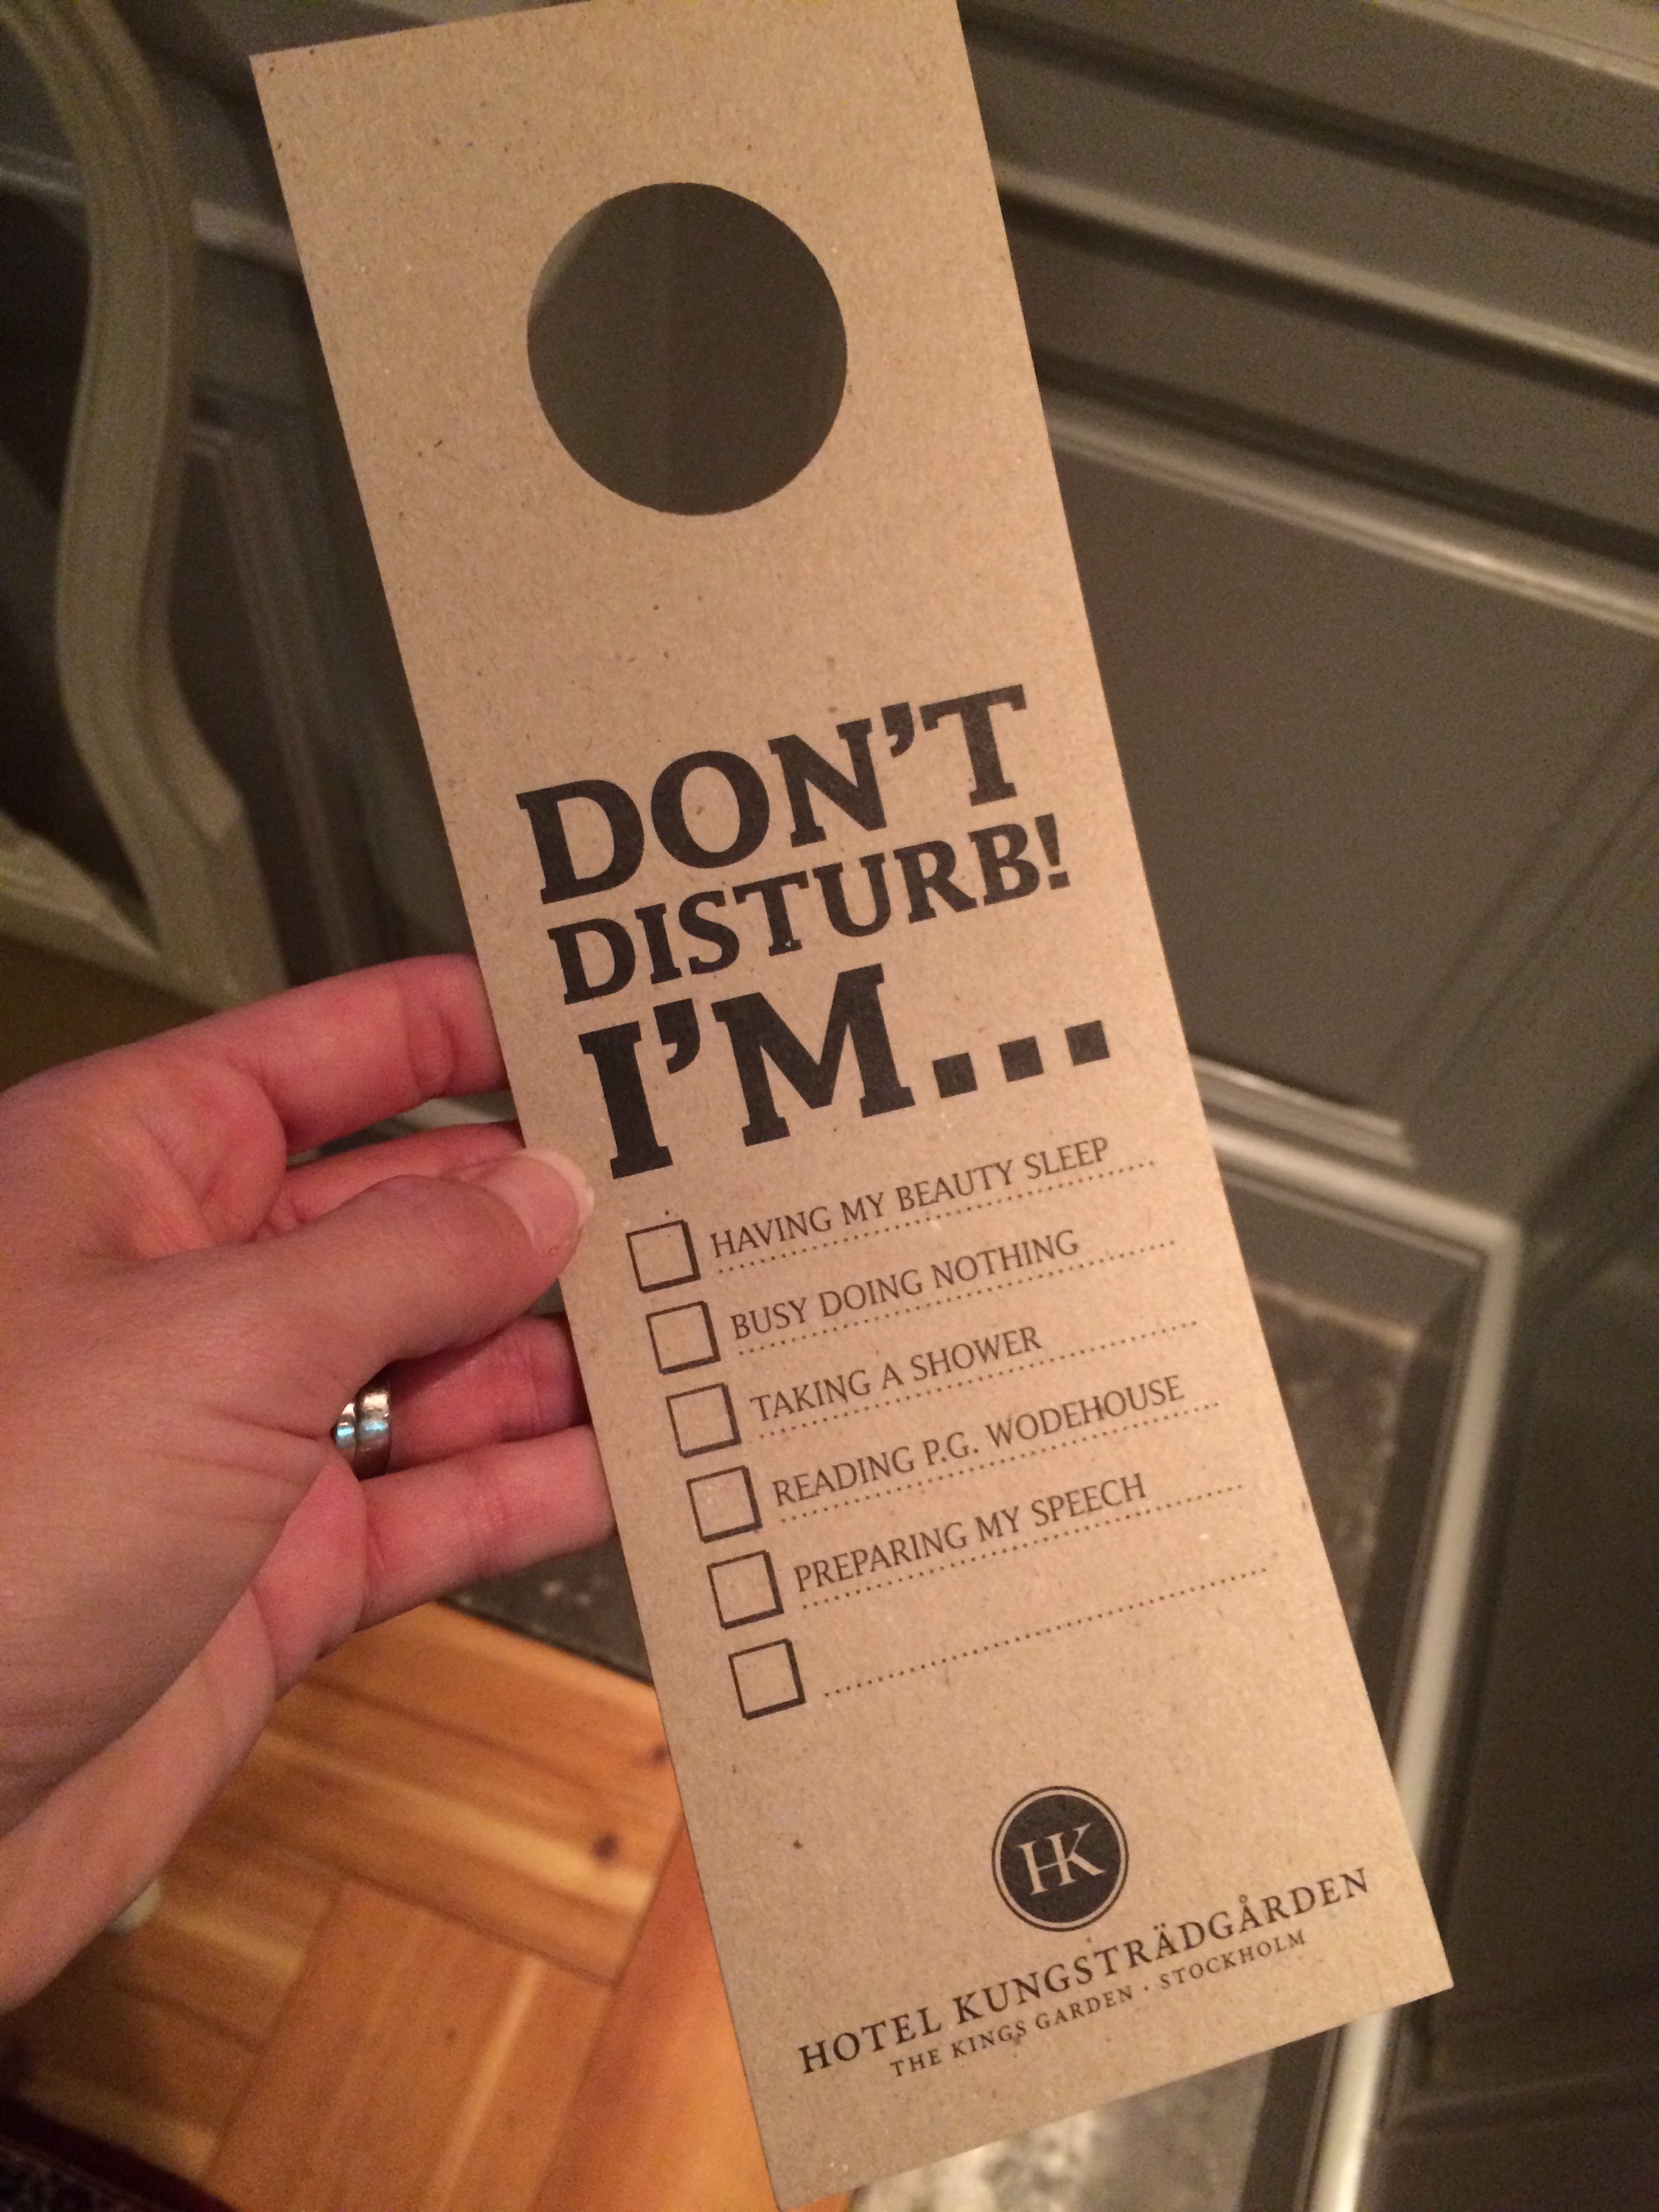 DON'T
DISTURB!
I'M...
HAVING MY BEAUTY SLEEP
BUSY DOING NOTHING
TAKING A SHOWER
READING P.G. WODEHOUSE
PREPARING MY SPEECH
HK
HOTEL KUNGSTRÄDGÅRDEN
THE KINGS GARDEN · STOCKHOLM